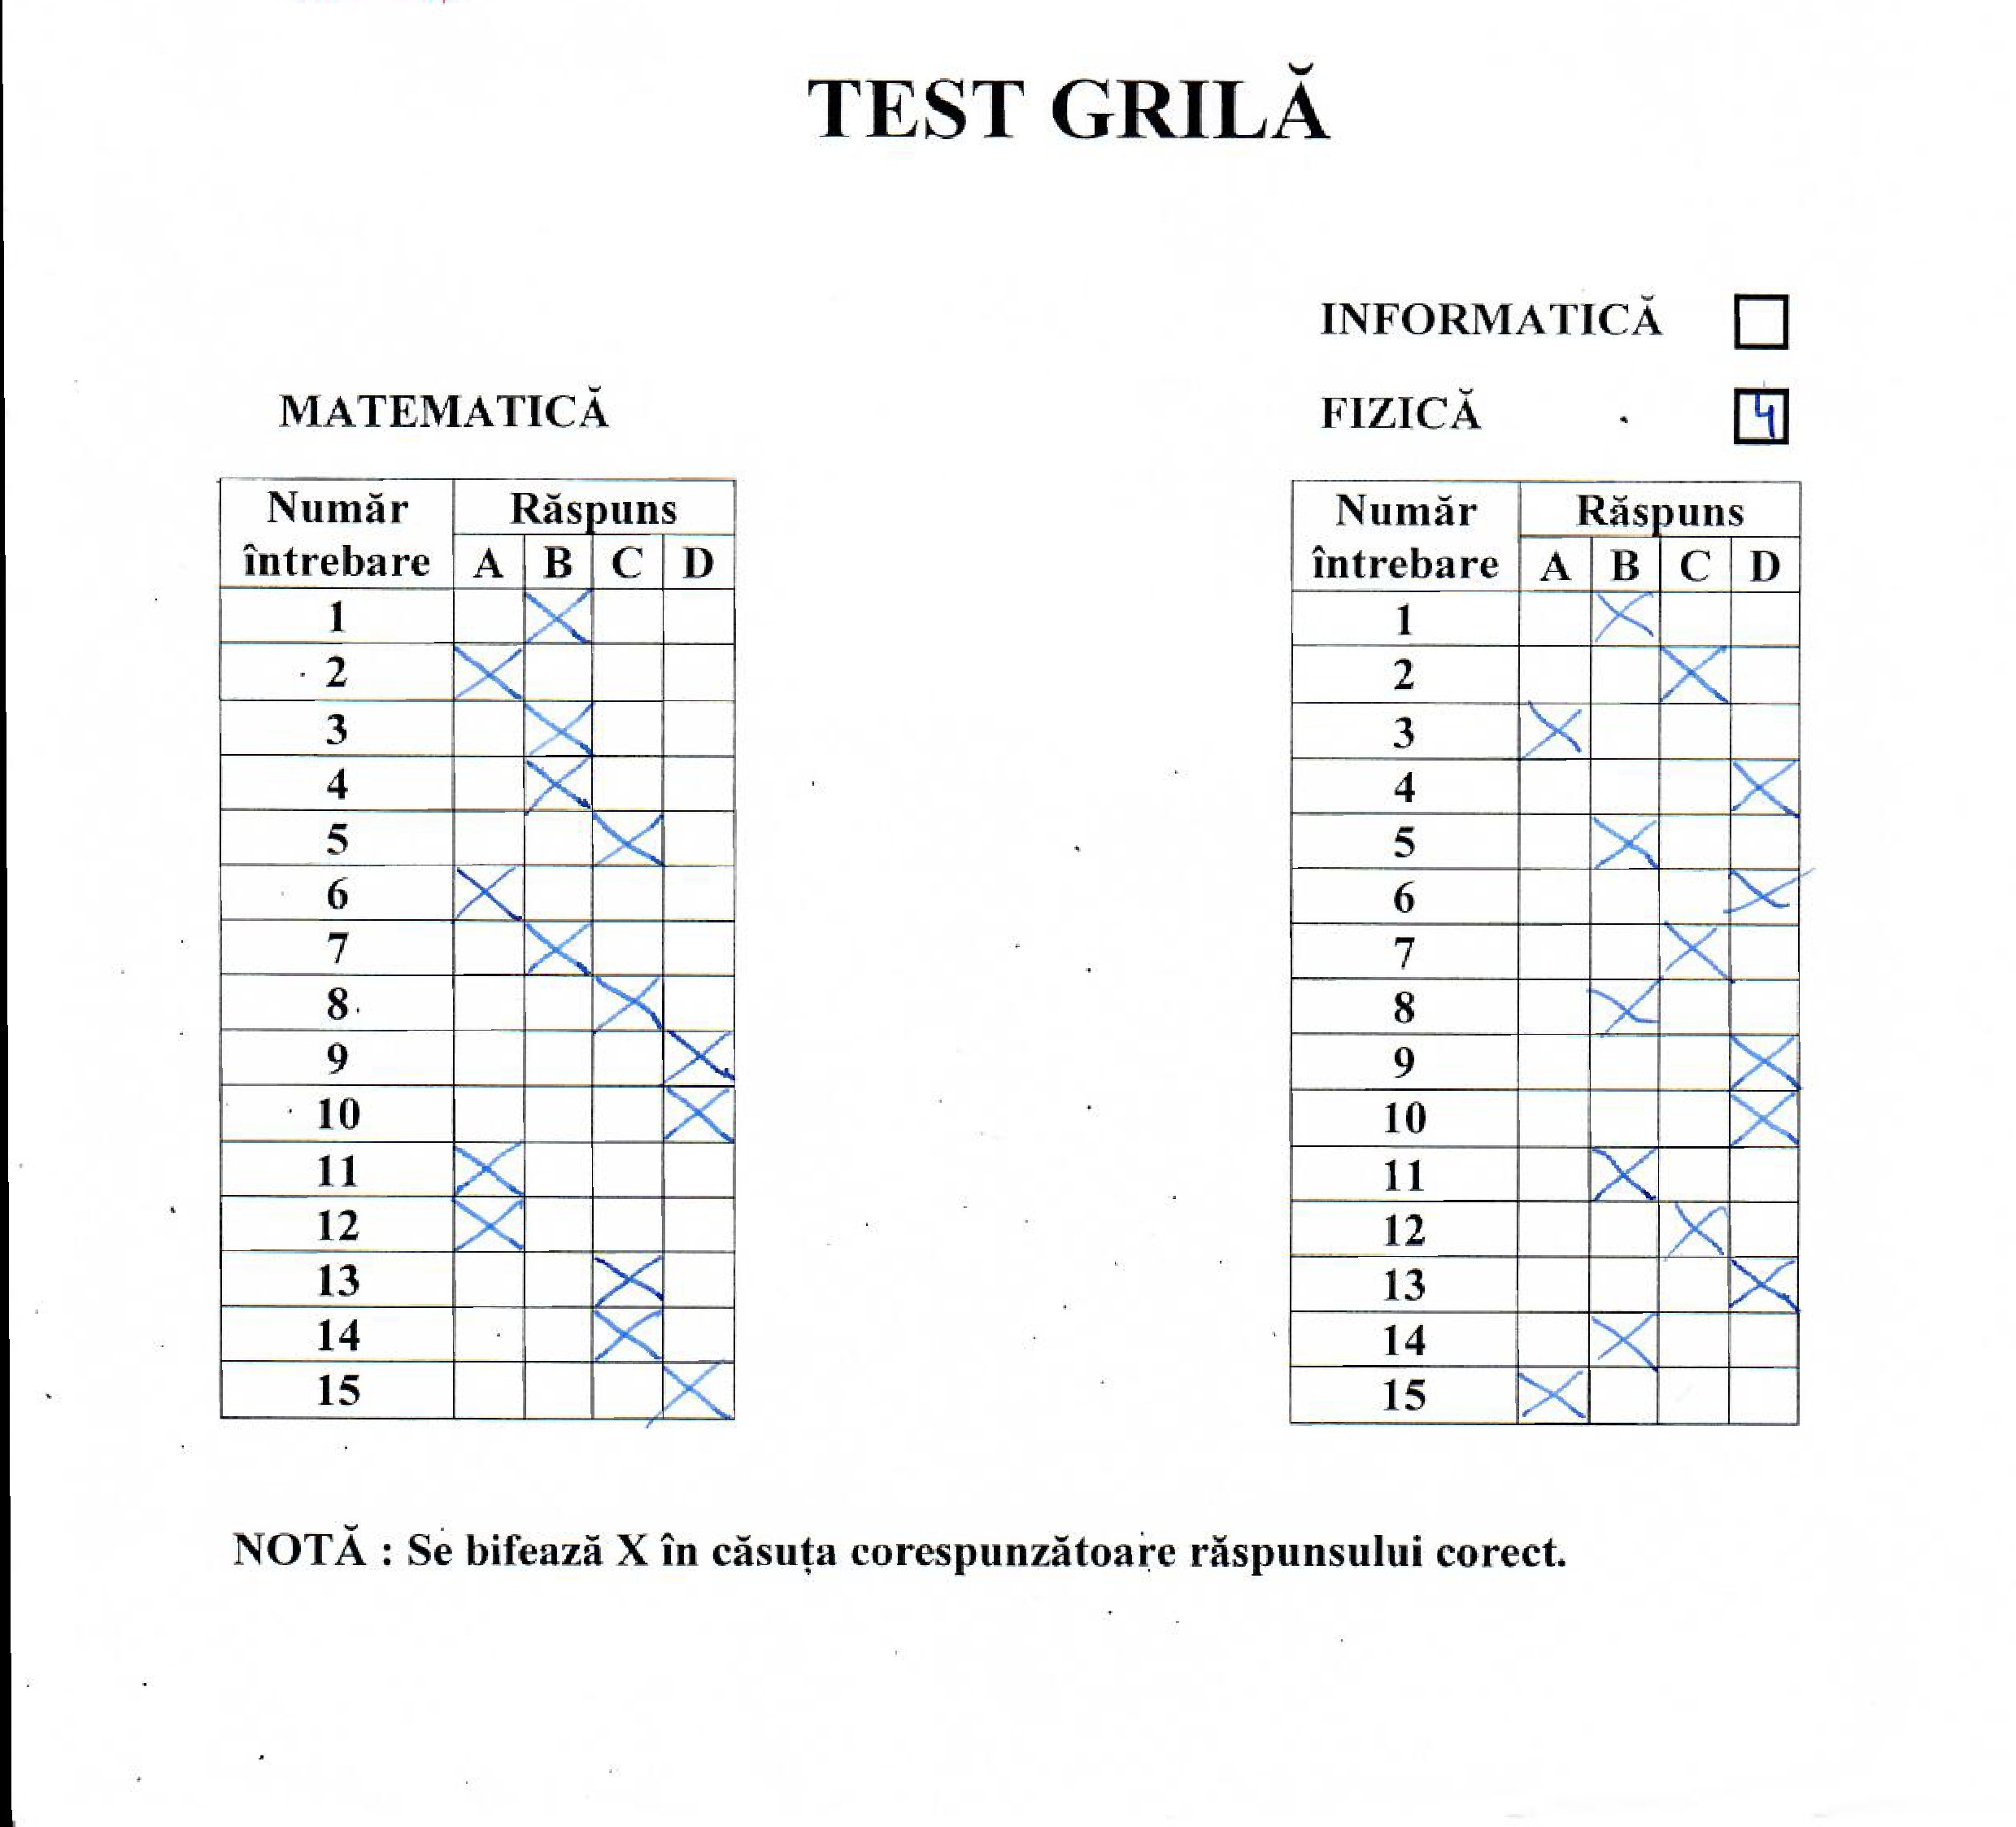 TEST GRILĂ
INFORMATICĂ
FIZICĂ 4
MATEMATICĂ
Număr întrebare Răspuns
A B C D
1 X
2 X
3 X
4 X
5 X
6 X
7 X
8 X
9 X
10 X
11 X
12 X
13 X
14 X
15 X
Număr întrebare Răspuns
A B C D
1 X
2 X
3 X
4 X
5 X
6 X
7 X
8 X
9 X
10 X
11 X
12 X
13 X
14 X
15 X
NOTĂ : Se bifează X în căsuța corespunzătoare răspunsului corect.